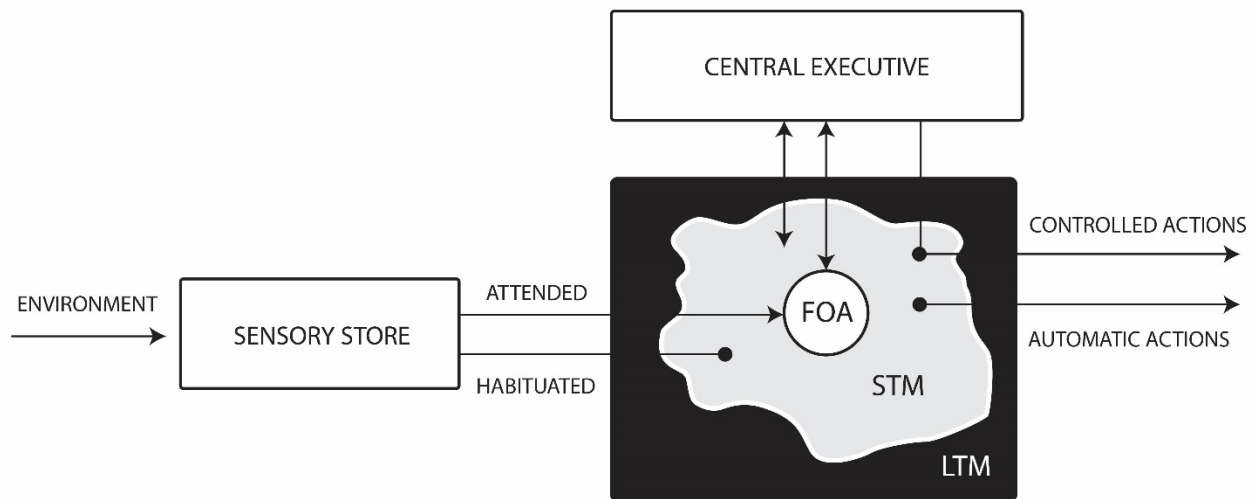 CENTRAL EXECUTIVE
ENVIRONMENT
SENSORY STORE
ATTENDED
HABITUATED
FOA
STM
LTM
CONTROLLED ACTIONS
AUTOMATIC ACTIONS